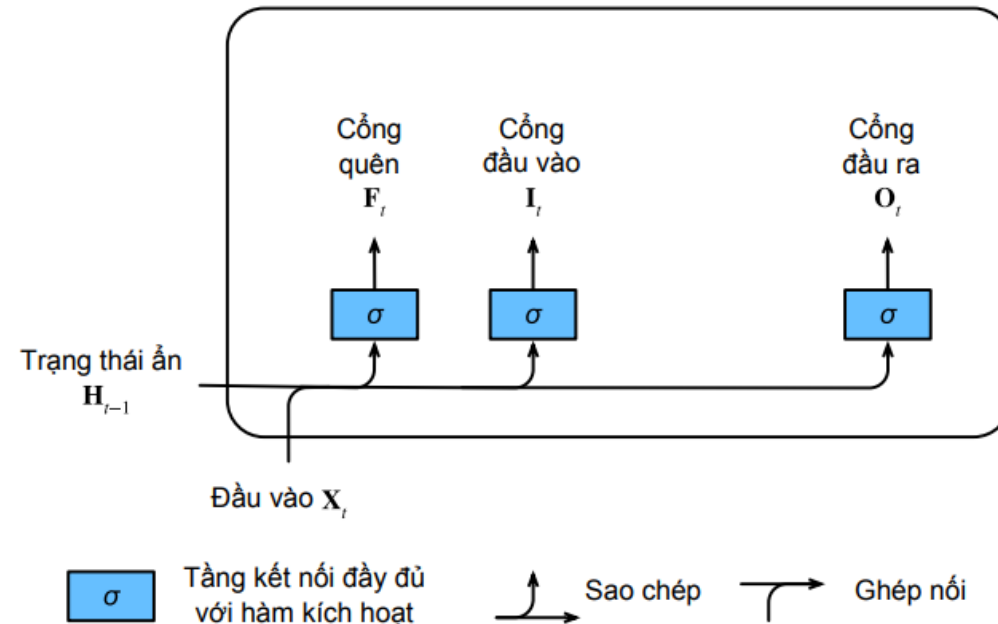 Cổng
quên
F_t
Cổng
đầu vào
I_t
Cổng
đầu ra
O_t
σ
σ
σ
Trạng thái ẩn
H_{t-1}
Đầu vào X_t
σ
Tầng kết nối đầy đủ
với hàm kích hoạt
Sao chép
Ghép nối